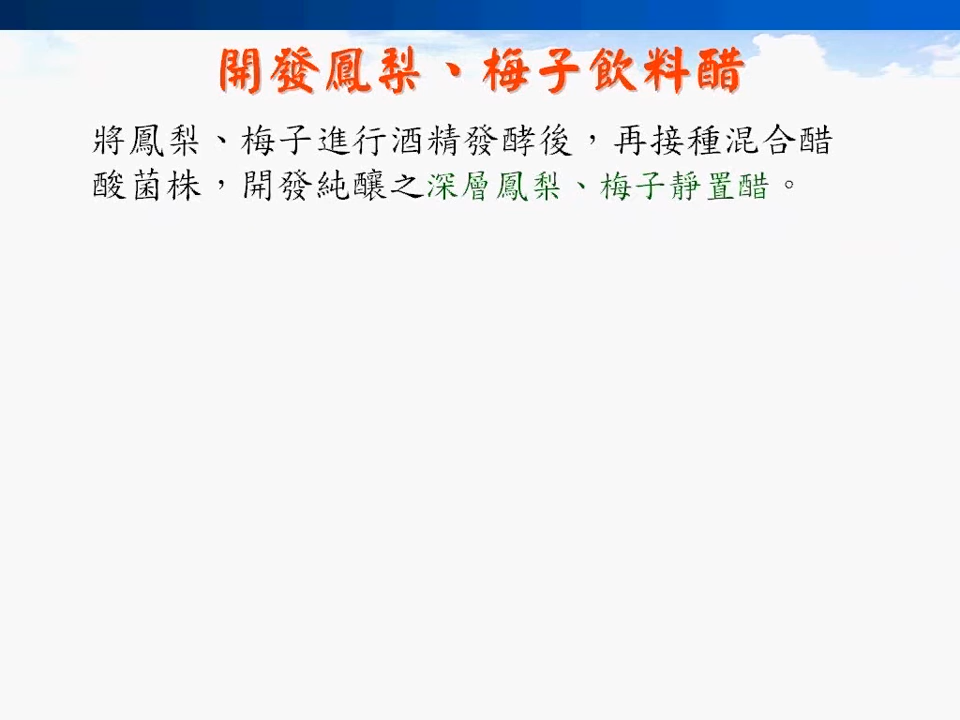 開發鳳梨、梅子飲料醋
將鳳梨、梅子進行酒精發酵後，再接種混合醋
酸菌株，開發純釀之深層鳳梨、梅子靜置醋。